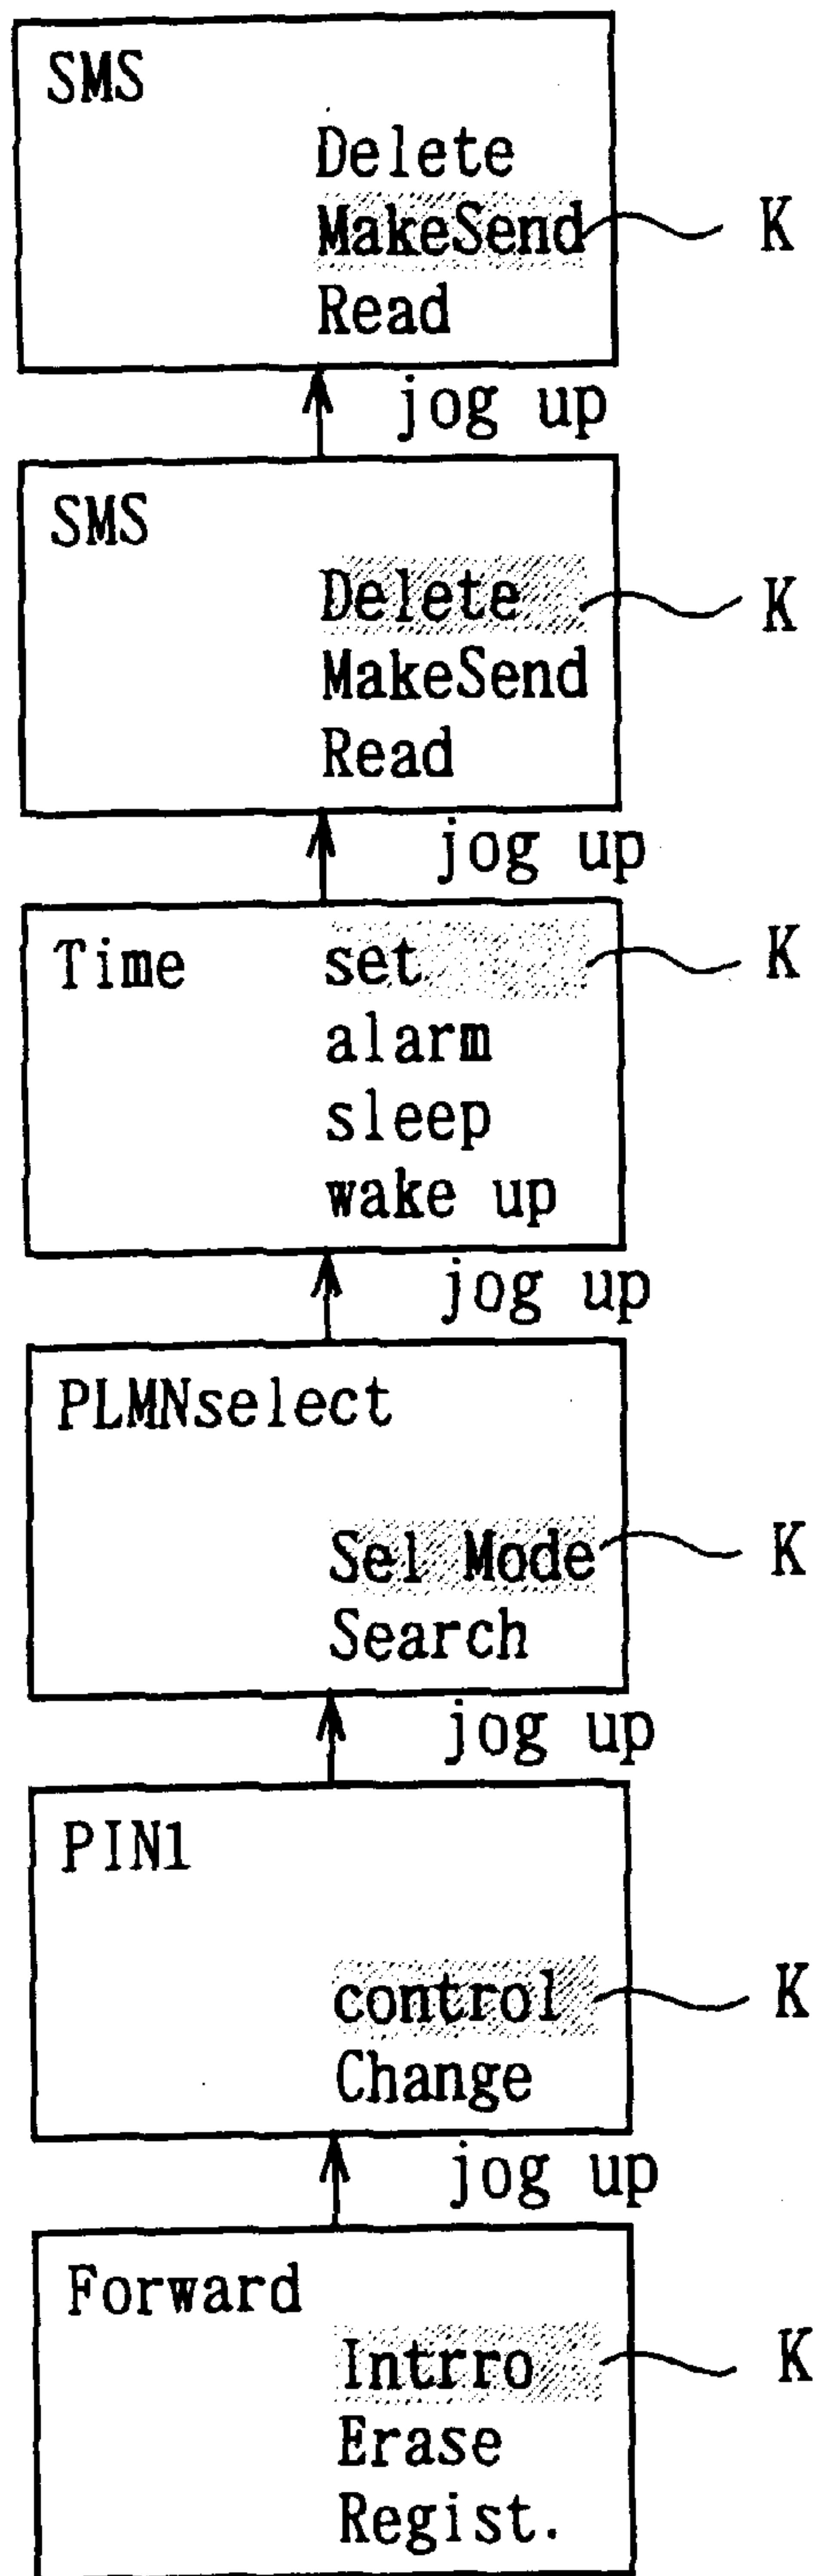 SMS
Delete
MakeSend K
Read
jog up
SMS
Delete K
MakeSend
Read
jog up
Time set K
alarm
sleep
wake up
jog up
PLMNselect
Sel Mode K
Search
jog up
PIN1
control K
Change
jog up
Forward
Intrro K
Erase
Regist.